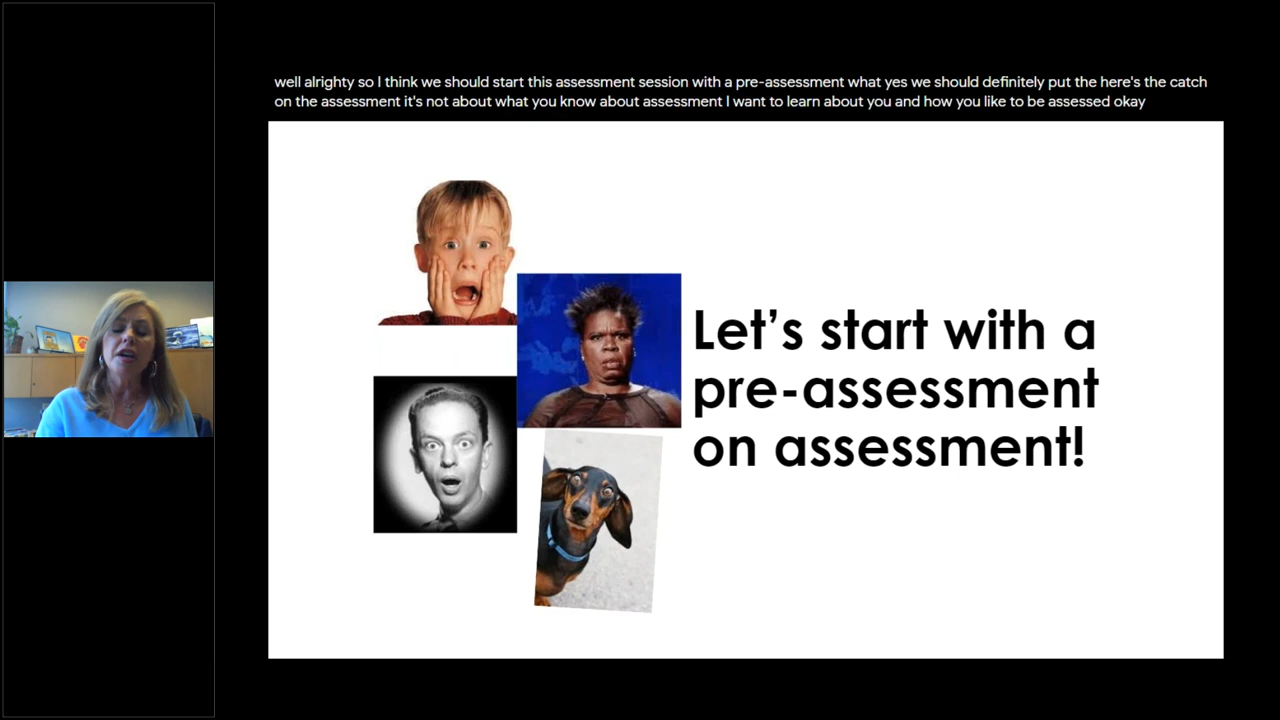 well alrighty so I think we should start this assessment session with a pre-assessment what yes we should definitely put the here's the catch
on the assessment it's not about what you know about assessment I want to learn about you and how you like to be assessed okay
Let’s start with a
pre-assessment
on assessment!